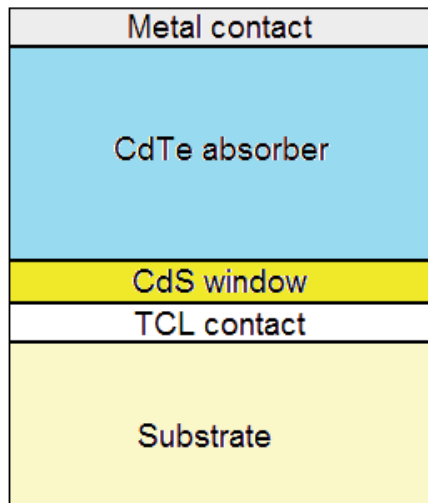 Metal contact
CdTe absorber
CdS window
TCL contact
Substrate